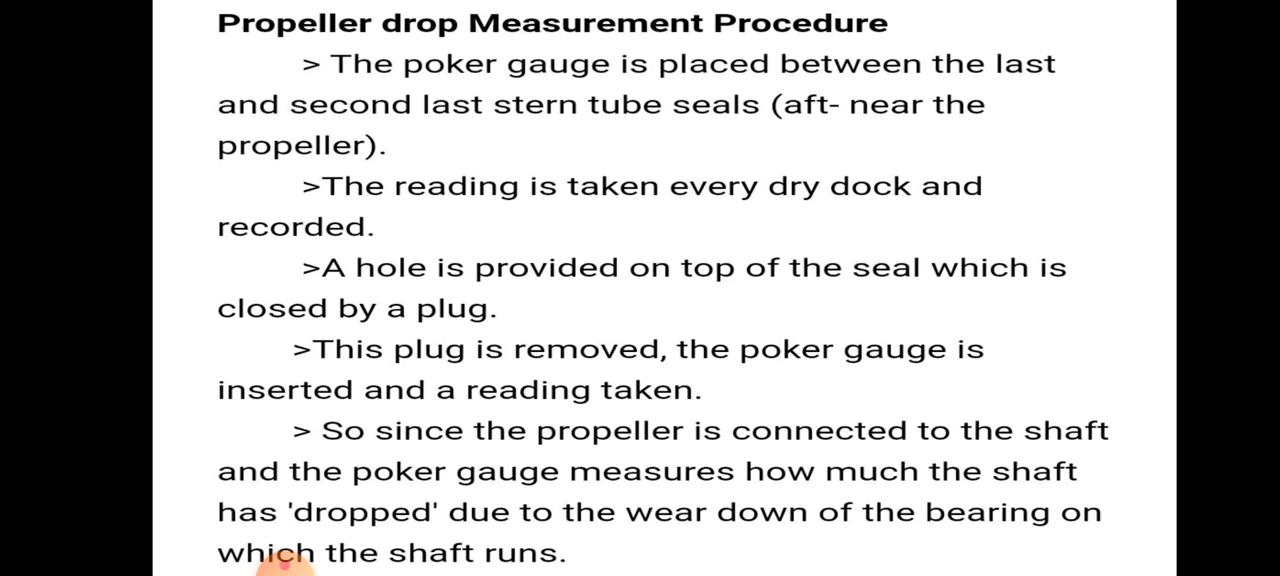 Propeller drop Measurement Procedure
> The poker gauge is placed between the last
and second last stern tube seals (aft- near the
propeller).
>The reading is taken every dry dock and
recorded.
>A hole is provided on top of the seal which is
closed by a plug.
>This plug is removed, the poker gauge is
inserted and a reading taken.
> So since the propeller is connected to the shaft
and the poker gauge measures how much the shaft
has 'dropped' due to the wear down of the bearing on
which the shaft runs.